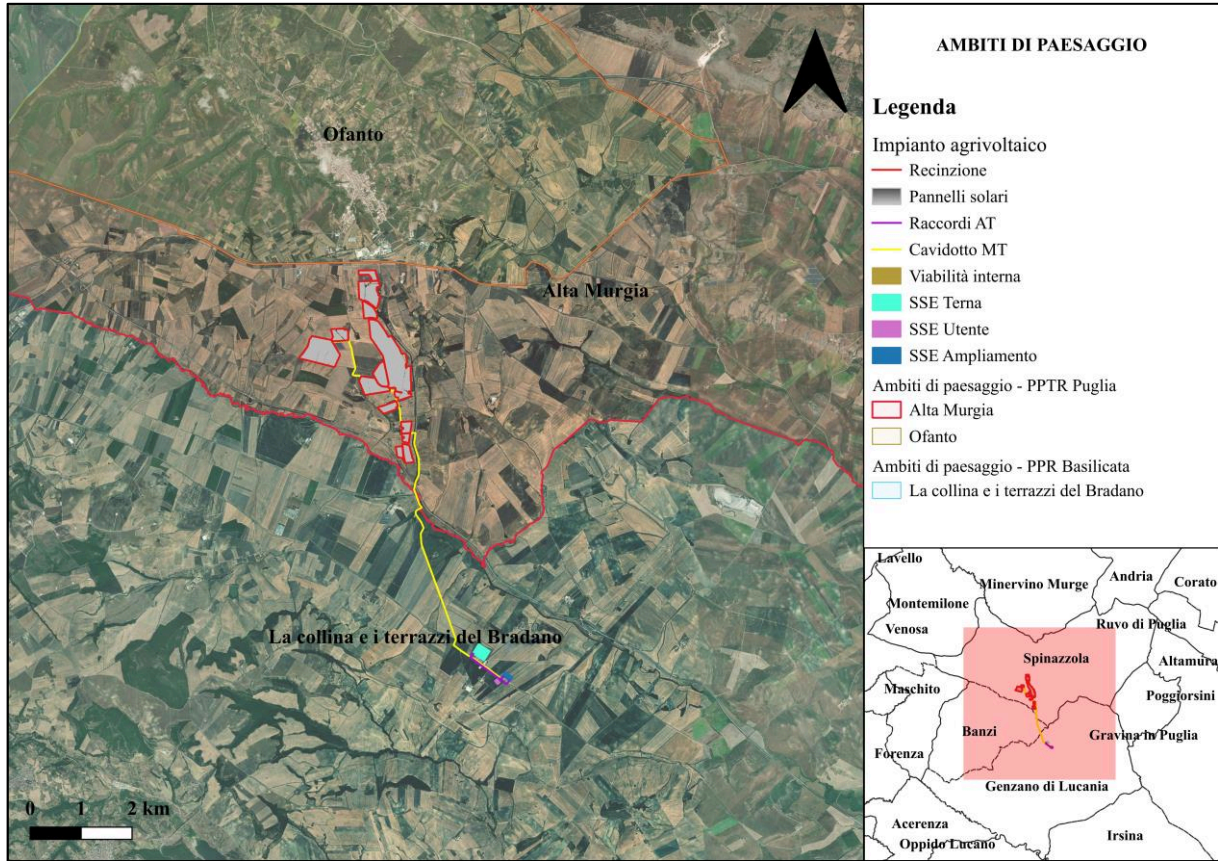 Ofanto
Alta Murgia
La collina e i terrazzi del Bradano
0 1 2 km
AMBITI DI PAESAGGIO
Legenda
Impianto agrivoltaico
Recinzione
Pannelli solari
Raccordi AT
Cavidotto MT
Viabilità interna
SSE Terna
SSE Utente
SSE Ampliamento
Ambiti di paesaggio - PPTR Puglia
Alta Murgia
Ofanto
Ambiti di paesaggio - PPR Basilicata
La collina e i terrazzi del Bradano
Lavello
Minervino Murge
Andria
Corato
Montemilone
Ruvo di Puglia
Venosa
Spinazzola
Altamura
Maschito
Poggiorsini
Banzi
Gravina in Puglia
Forenza
Genzano di Lucania
Acerenza
Irsina
Oppido Lucano